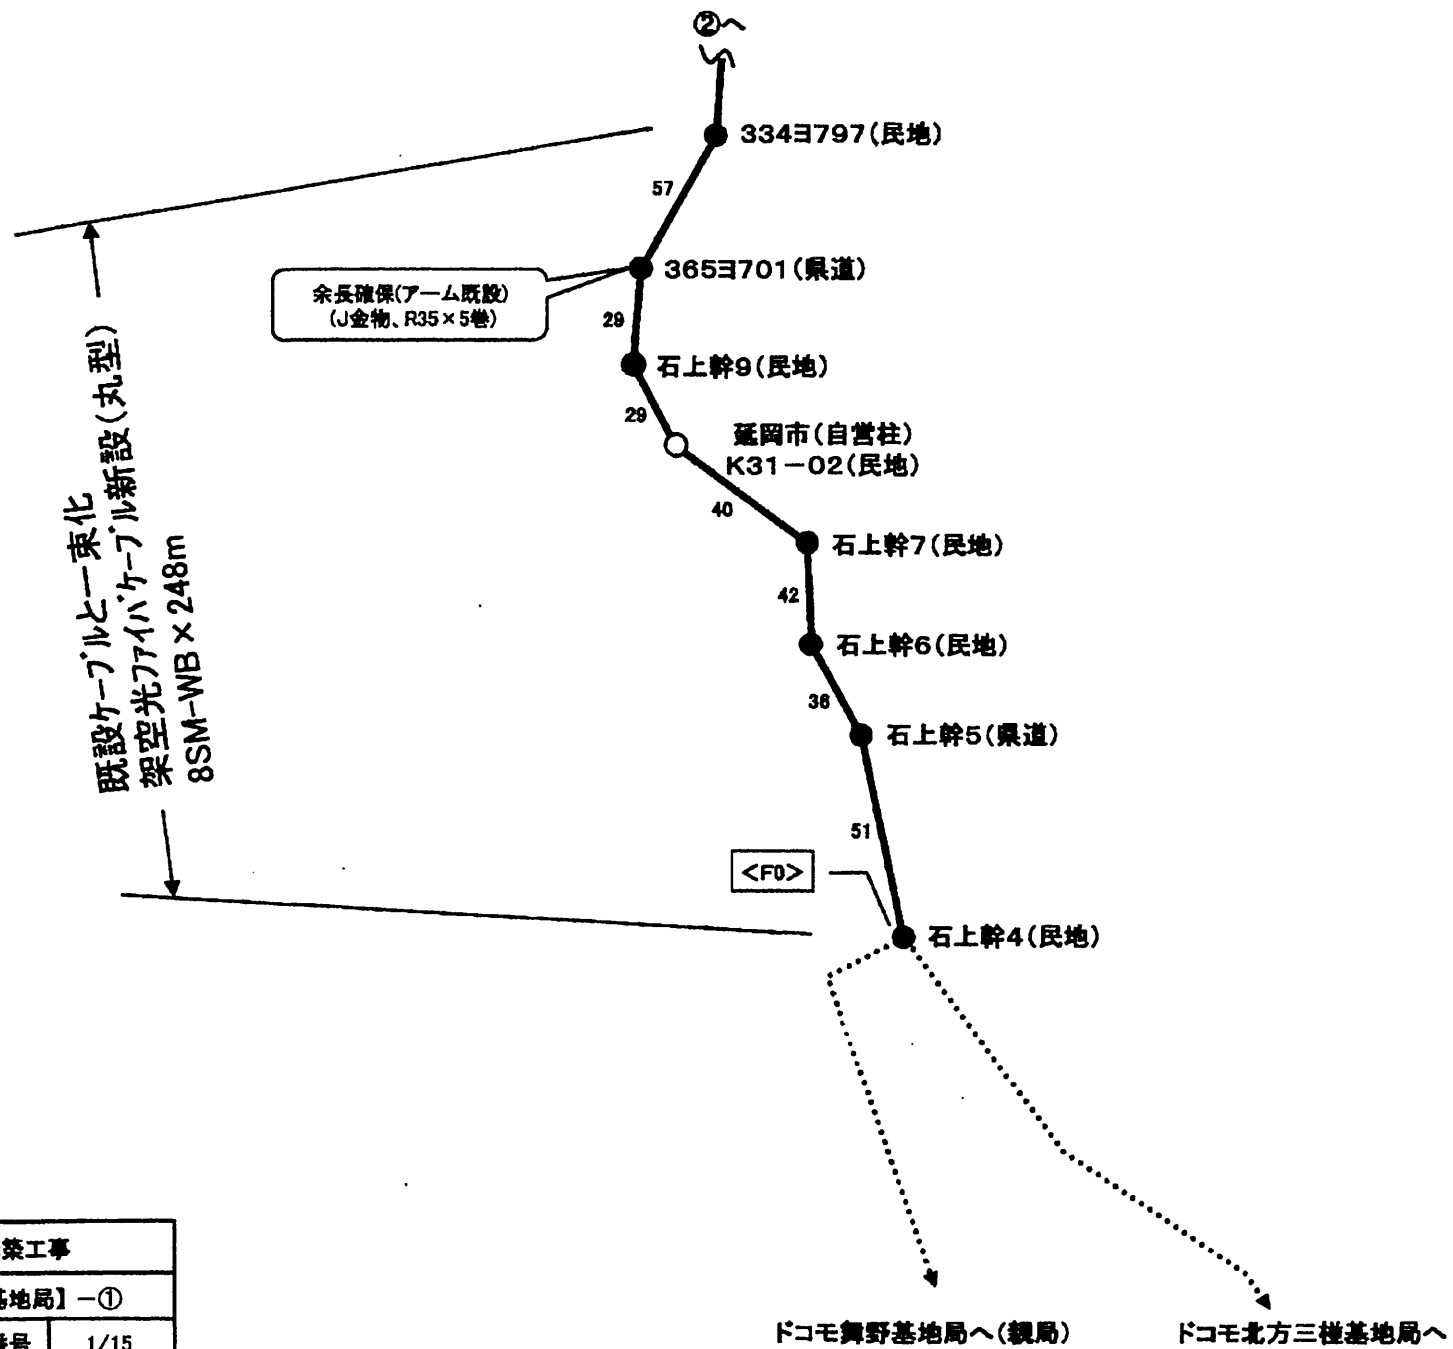 ②へ
334ヨ797(民地)
57
365ヨ701(県道)
余長確保(アーム既設)
(J金物、R35×5巻)
29
石上幹9(民地)
29
延岡市(自営柱)
K31-02(民地)
40
石上幹7(民地)
42
石上幹6(民地)
36
石上幹5(県道)
51
<F0>
石上幹4(民地)
既設ケーブルと一束化
架空光ファイバケーブル新設(丸型)
8SM-WB×248m
築工事
基地局】-①
番号
1/15
ドコモ舞野基地局へ(親局)
ドコモ北方三椪基地局へ